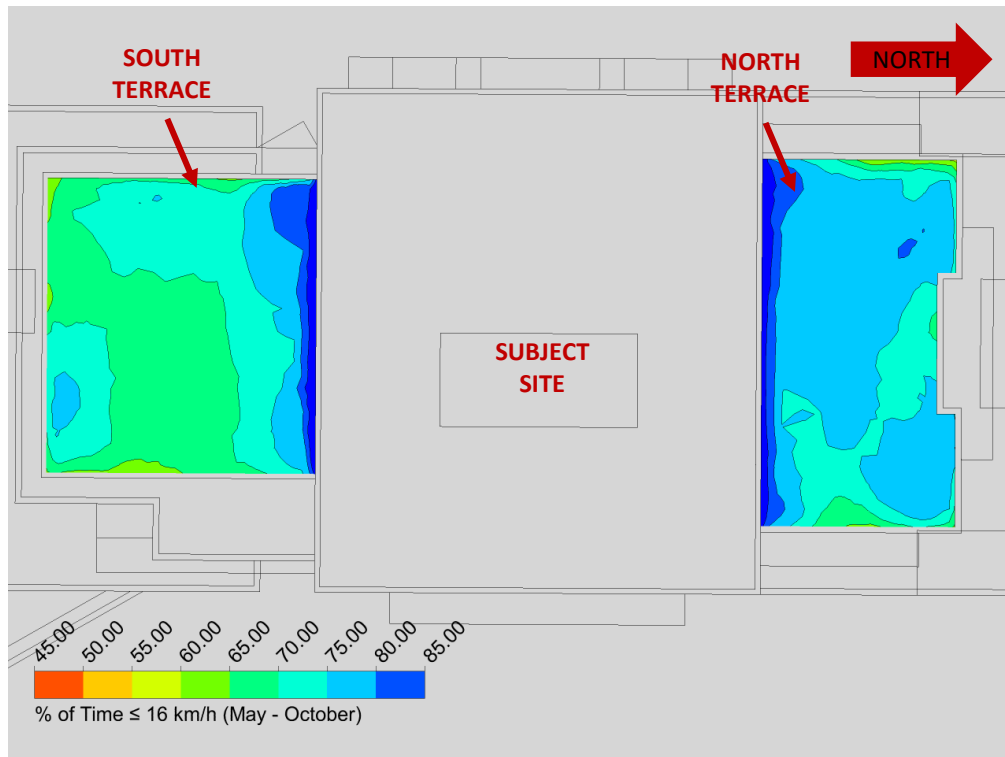 SOUTH
TERRACE
NORTH
TERRACE
NORTH
SUBJECT
SITE
45.00
50.00
55.00
60.00
65.00
70.00
75.00
80.00
85.00
% of Time ≤ 16 km/h (May - October)